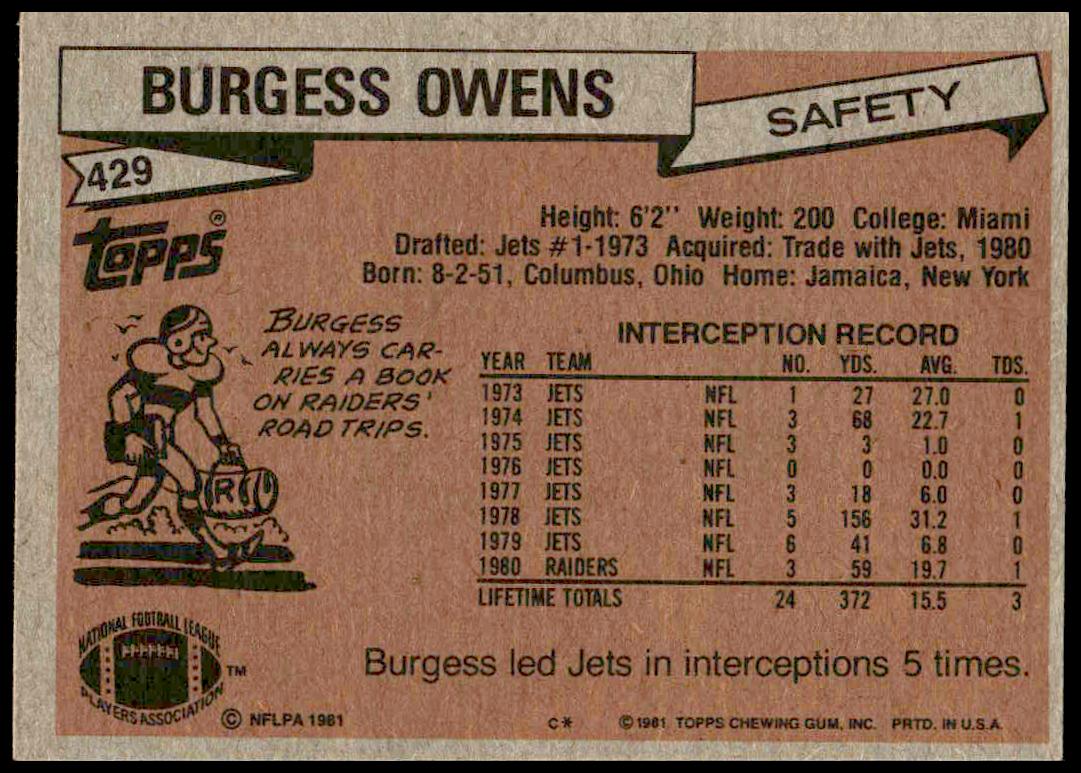 BURGESS OWENS
SAFETY
429
topps®
Height: 6'2" Weight: 200 College: Miami
Drafted: Jets #1-1973 Acquired: Trade with Jets, 1980
Born: 8-2-51, Columbus, Ohio Home: Jamaica, New York
BURGESS
ALWAYS CAR-
RIES A BOOK
ON RAIDERS'
ROAD TRIPS.
R
INTERCEPTION RECORD
YEAR TEAM NO. YDS. AVG. TDS.
1973 JETS NFL 1 27 27.0 0
1974 JETS NFL 3 68 22.7 1
1975 JETS NFL 3 3 1.0 0
1976 JETS NFL 0 0 0.0 0
1977 JETS NFL 3 18 6.0 0
1978 JETS NFL 5 156 31.2 1
1979 JETS NFL 6 41 6.8 0
1980 RAIDERS NFL 3 59 19.7 1
LIFETIME TOTALS 24 372 15.5 3
NATIONAL FOOTBALL LEAGUE
PLAYERS ASSOCIATION
TM
Burgess led Jets in interceptions 5 times.
© NFLPA 1981 C* © 1981 TOPPS CHEWING GUM, INC. PRTD. IN U.S.A.